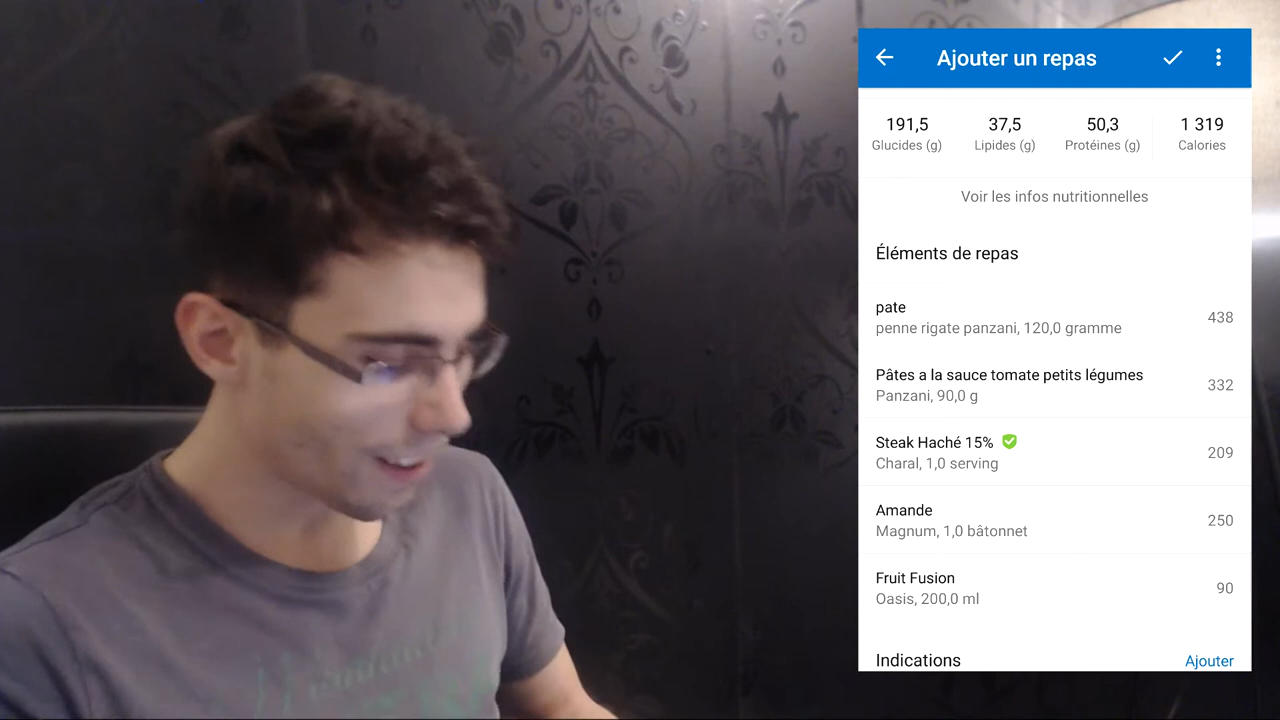 Ajouter un repas
191,5 37,5 50,3 1 319
Glucides (g) Lipides (g) Protéines (g) Calories
Voir les infos nutritionnelles
Éléments de repas
pate
penne rigate panzani, 120,0 gramme 438
Pâtes a la sauce tomate petits légumes
Panzani, 90,0 g 332
Steak Haché 15%
Charal, 1,0 serving 209
Amande
Magnum, 1,0 bâtonnet 250
Fruit Fusion
Oasis, 200,0 ml 90
Indications Ajouter